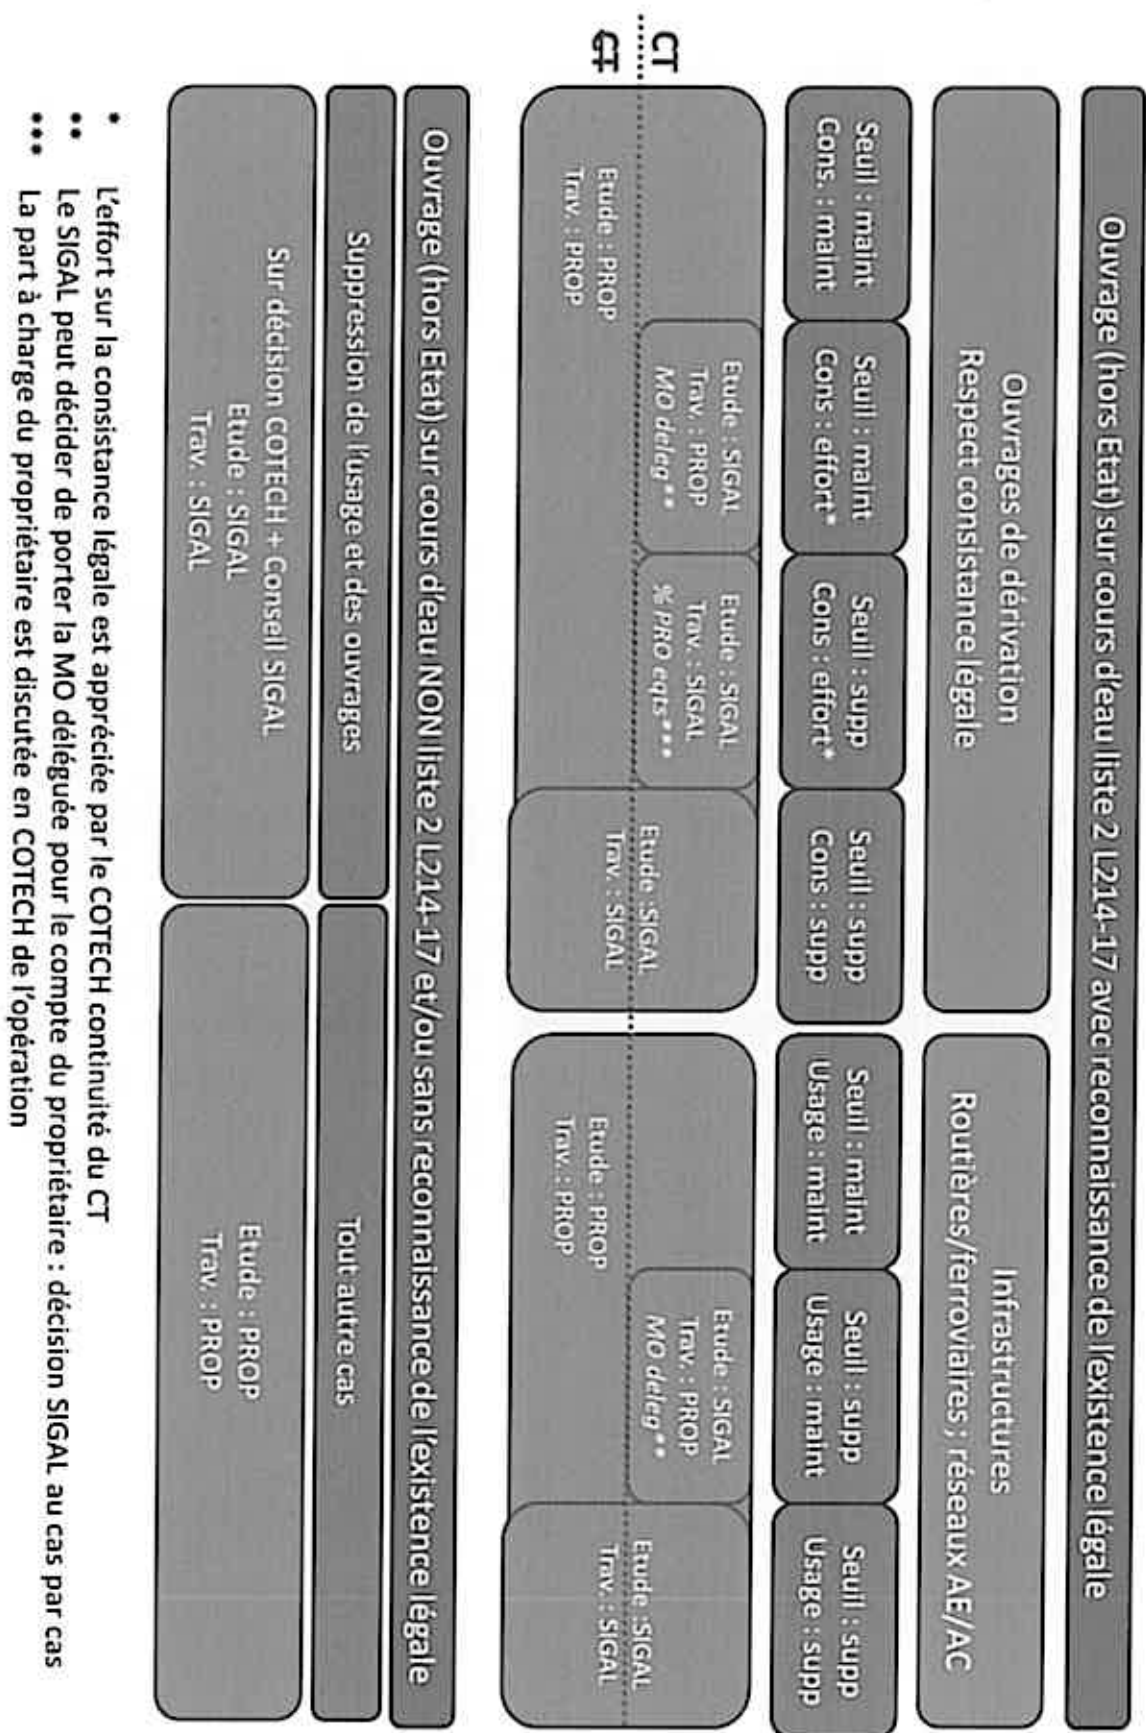 Ouvrage (hors Etat) sur cours d'eau liste 2 L214-17 avec reconnaissance de l'existence légale
Ouvrages de dérivation
Respect consistance légale
Infrastructures
Routières/ferroviaires ; réseaux AE/AC
Seuil : maint
Cons. : maint
Seuil : maint
Cons : effort*
Seuil : supp
Cons : effort*
Seuil : supp
Cons : supp
Seuil : maint
Usage : maint
Seuil : supp
Usage : maint
Seuil : supp
Usage : supp
CT
CT
Etude : PROP
Trav. : PROP
Etude : SIGAL
Trav. : PROP
MO deleg**
Etude : SIGAL
Trav. : SIGAL
% PRO eqts***
Etude :SIGAL
Trav. : SIGAL
Etude : PROP
Trav. : PROP
Etude : SIGAL
Trav. : PROP
MO deleg**
Etude :SIGAL
Trav. : SIGAL
Ouvrage (hors Etat) sur cours d'eau NON liste 2 L214-17 et/ou sans reconnaissance de l'existence légale
Suppression de l'usage et des ouvrages
Tout autre cas
Sur décision COTECH + Conseil SIGAL
Etude : SIGAL
Trav. : SIGAL
Etude : PROP
Trav. : PROP
* L'effort sur la consistance légale est appréciée par le COTECH continuité du CT
** Le SIGAL peut décider de porter la MO déléguée pour le compte du propriétaire : décision SIGAL au cas par cas
*** La part à charge du propriétaire est discutée en COTECH de l'opération